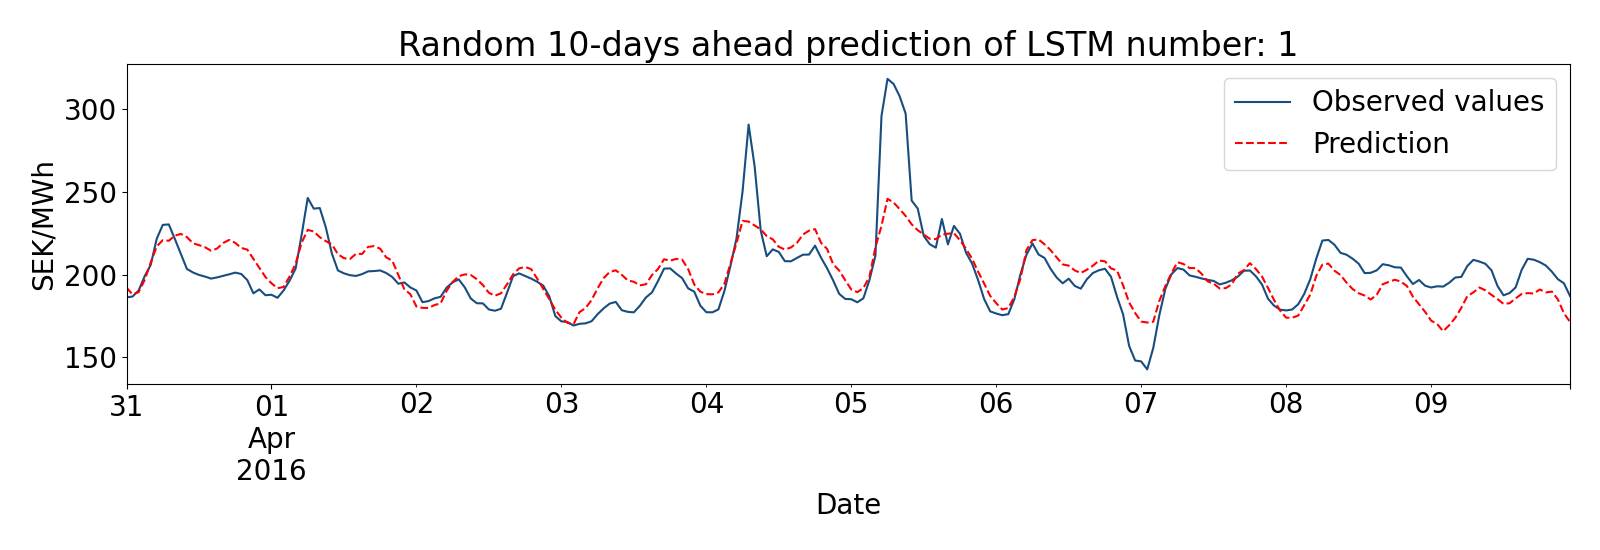 Random 10-days ahead prediction of LSTM number: 1
Observed values
Prediction
SEK/MWh
300
250
200
150
31 01 02 03 04 05 06 07 08 09
Apr
2016
Date